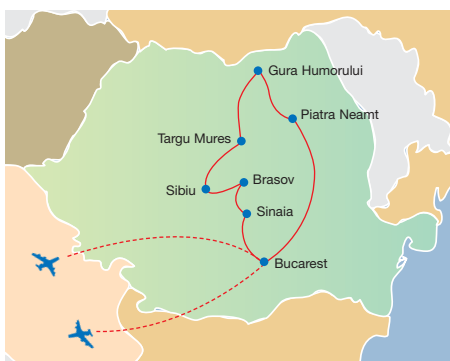 Gura Humorului
Piatra Neamt
Targu Mures
Brasov
Sibiu
Sinaia
Bucarest